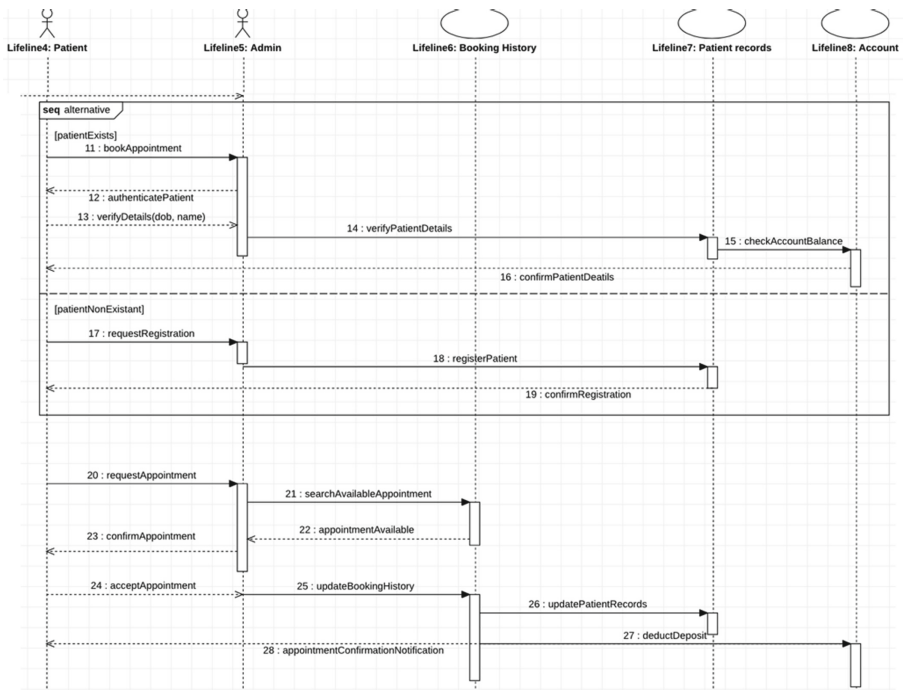 Lifeline4: Patient
Lifeline5: Admin
Lifeline6: Booking History
Lifeline7: Patient records
Lifeline8: Account
seq alternative
[patientExists]
11 : bookAppointment
12 : authenticatePatient
13 : verifyDetails(dob, name)
14 : verifyPatientDetails
15 : checkAccountBalance
16 : confirmPatientDeatils
[patientNonExistant]
17 : requestRegistration
18 : registerPatient
19 : confirmRegistration
20 : requestAppointment
21 : searchAvailableAppointment
22 : appointmentAvailable
23 : confirmAppointment
24 : acceptAppointment
25 : updateBookingHistory
26 : updatePatientRecords
27 : deductDeposit
28 : appointmentConfirmationNotification